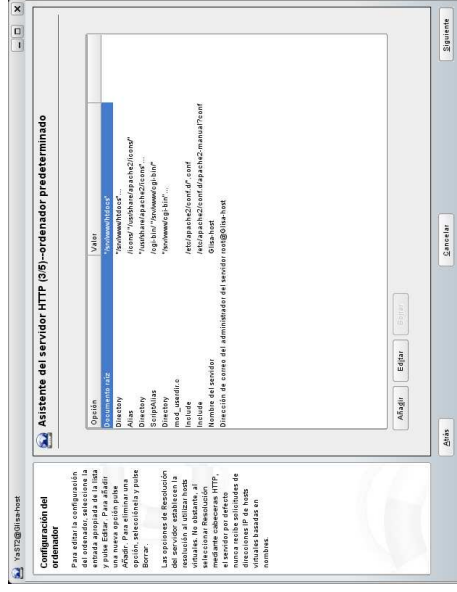 YaST2@Glisa-host
Configuración del
ordenador
Para editar la configuración
del ordenador, seleccione la
entrada apropiada de la lista
y pulse Editar. Para añadir
una nueva opción pulse
Añadir. Para eliminar una
opción, selecciónela y pulse
Borrar.
Las opciones de Resolución
del servidor establecen la
resolución al utilizar hosts
virtuales. No obstante, al
seleccionar Resolución
mediante cabeceras HTTP,
el servidor por defecto
nunca recibe solicitudes de
direcciones IP de hosts
virtuales basadas en
nombres.
Asistente del servidor HTTP (3/5)--ordenador predeterminado
Opción Valor
Documento raíz "/srv/www/htdocs"
Directory "/srv/www/htdocs"...
Alias /icons/ "/usr/share/apache2/icons/"
Directory "/usr/share/apache2/icons"...
ScriptAlias /cgi-bin/ "/srv/www/cgi-bin/"
Directory "/srv/www/cgi-bin"...
mod_userdir.c
Include /etc/apache2/conf.d/*.conf
Include /etc/apache2/conf.d/apache2-manual?conf
Nombre del servidor Glisa-host
Dirección de correo del administrador del servidor root@Glisa-host
Añadir Editar Borrar
Atrás Cancelar Siguiente